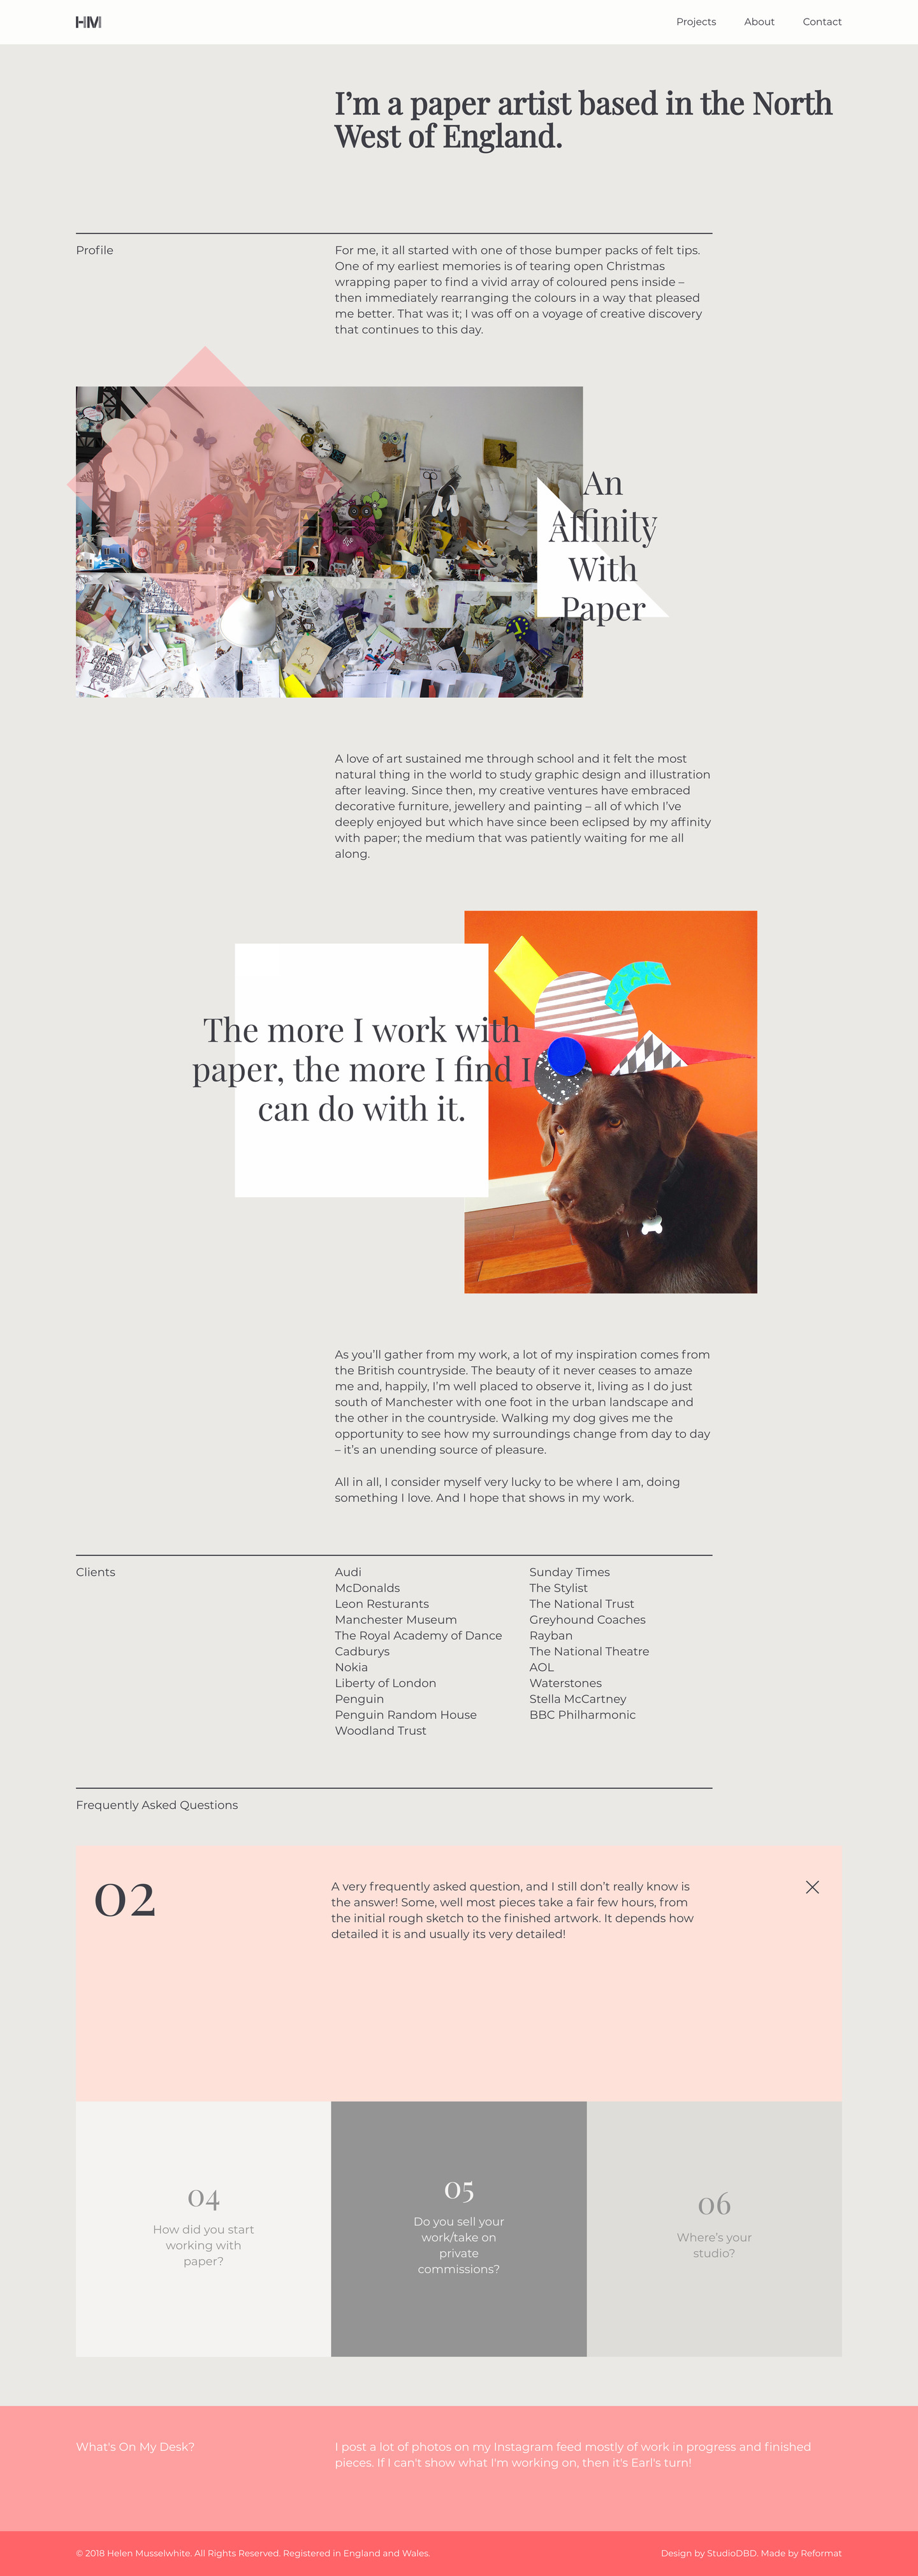 HM
Projects
About
Contact
I’m a paper artist based in the North
West of England.
Profile
For me, it all started with one of those bumper packs of felt tips.
One of my earliest memories is of tearing open Christmas
wrapping paper to find a vivid array of coloured pens inside –
then immediately rearranging the colours in a way that pleased
me better. That was it; I was off on a voyage of creative discovery
that continues to this day.
An
Affinity
With
Paper
A love of art sustained me through school and it felt the most
natural thing in the world to study graphic design and illustration
after leaving. Since then, my creative ventures have embraced
decorative furniture, jewellery and painting – all of which I’ve
deeply enjoyed but which have since been eclipsed by my affinity
with paper; the medium that was patiently waiting for me all
along.
The more I work with
paper, the more I find I
can do with it.
As you’ll gather from my work, a lot of my inspiration comes from
the British countryside. The beauty of it never ceases to amaze
me and, happily, I’m well placed to observe it, living as I do just
south of Manchester with one foot in the urban landscape and
the other in the countryside. Walking my dog gives me the
opportunity to see how my surroundings change from day to day
– it’s an unending source of pleasure.
All in all, I consider myself very lucky to be where I am, doing
something I love. And I hope that shows in my work.
Clients
Audi
McDonalds
Leon Resturants
Manchester Museum
The Royal Academy of Dance
Cadburys
Nokia
Liberty of London
Penguin
Penguin Random House
Woodland Trust
Sunday Times
The Stylist
The National Trust
Greyhound Coaches
Rayban
The National Theatre
AOL
Waterstones
Stella McCartney
BBC Philharmonic
Frequently Asked Questions
02
A very frequently asked question, and I still don’t really know is
the answer! Some, well most pieces take a fair few hours, from
the initial rough sketch to the finished artwork. It depends how
detailed it is and usually its very detailed!
04
How did you start
working with
paper?
05
Do you sell your
work/take on
private
commissions?
06
Where’s your
studio?
What's On My Desk?
I post a lot of photos on my Instagram feed mostly of work in progress and finished
pieces. If I can't show what I'm working on, then it's Earl's turn!
© 2018 Helen Musselwhite. All Rights Reserved. Registered in England and Wales.
Design by StudioDBD. Made by Reformat